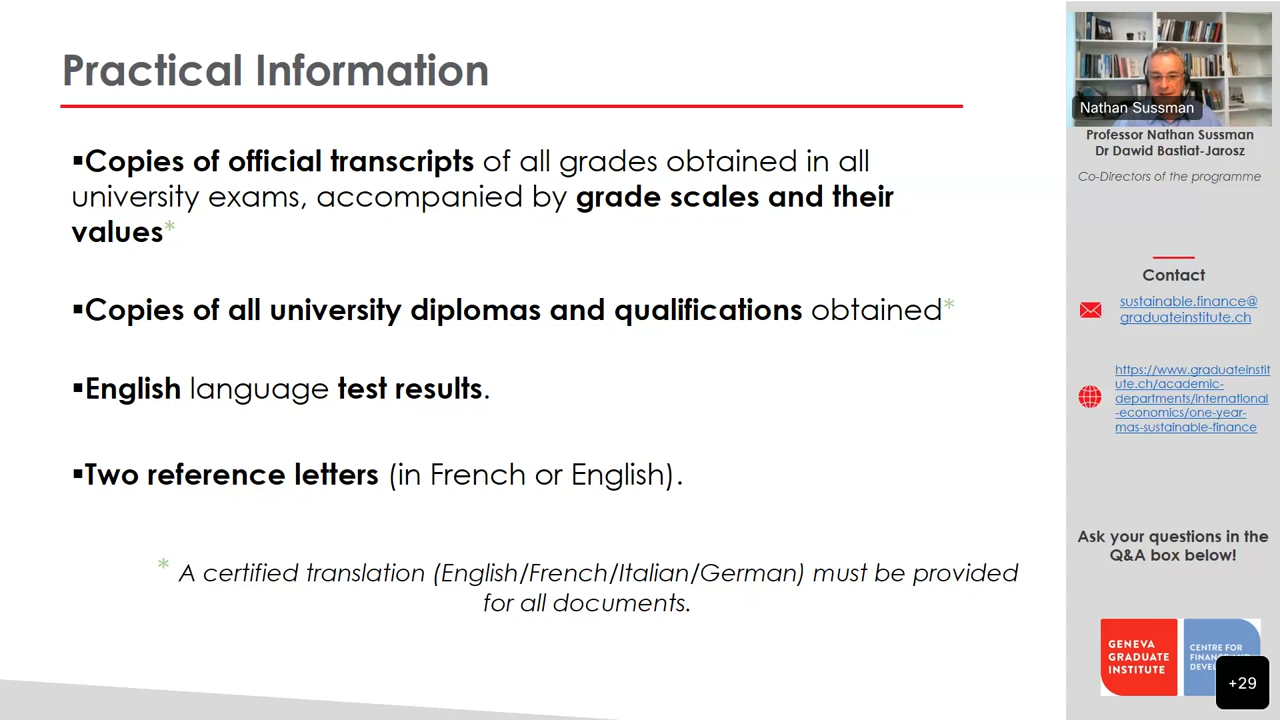 Practical Information
▪Copies of official transcripts of all grades obtained in all
university exams, accompanied by grade scales and their
values*
▪Copies of all university diplomas and qualifications obtained*
▪English language test results.
▪Two reference letters (in French or English).
* A certified translation (English/French/Italian/German) must be provided
for all documents.
Nathan Sussman
Professor Nathan Sussman
Dr Dawid Bastiat-Jarosz
Co-Directors of the programme
Contact
sustainable.finance@
graduateinstitute.ch
https://www.graduateinstit
ute.ch/academic-
departments/international
-economics/one-year-
mas-sustainable-finance
Ask your questions in the
Q&A box below!
GENEVA
GRADUATE
INSTITUTE
CENTRE FOR
+29